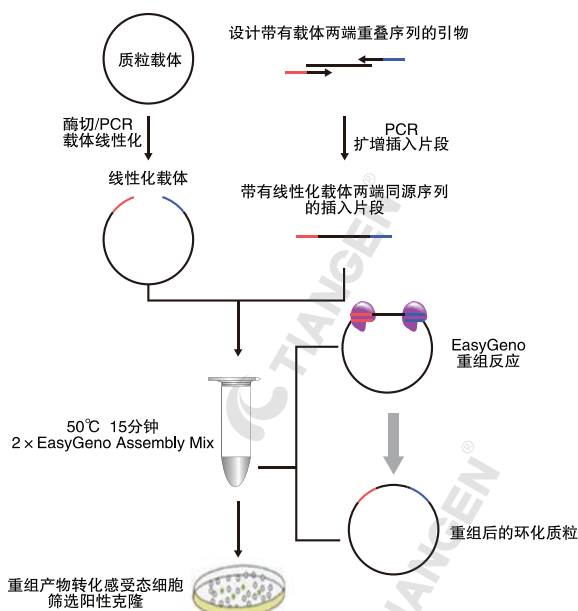 质粒载体
设计带有载体两端重叠序列的引物
酶切/PCR
载体线性化
PCR
扩增插入片段
线性化载体
带有线性化载体两端同源序列
的插入片段
EasyGeno
重组反应
50℃ 15分钟
2×EasyGeno Assembly Mix
重组后的环化质粒
重组产物转化感受态细胞
筛选阳性克隆
TIANGEN®
TIANGEN®